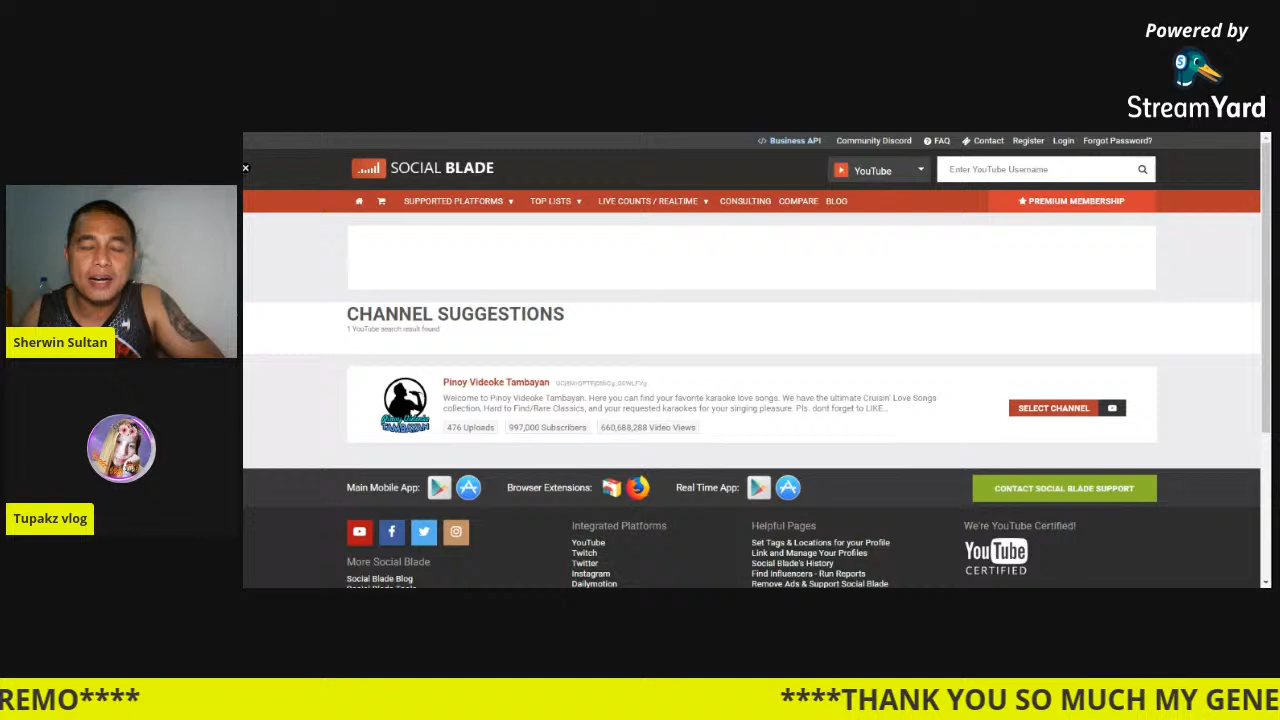 Powered by
StreamYard
Business API Community Discord FAQ Contact Register Login Forgot Password?
SOCIAL BLADE
YouTube
Enter YouTube Username
SUPPORTED PLATFORMS TOP LISTS LIVE COUNTS / REALTIME CONSULTING COMPARE BLOG
PREMIUM MEMBERSHIP
CHANNEL SUGGESTIONS
1 YouTube search result found
Sherwin Sultan
Pinoy Videoke Tambayan
Welcome to Pinoy Videoke Tambayan. Here you can find your favorite karaoke love songs. We have the ultimate Cruisin' Love Songs
collection, Hard to Find/Rare Classics, and your requested karaokes for your singing pleasure. Pls. dont forget to LIKE...
SELECT CHANNEL
476 Uploads 997,000 Subscribers 660,688,288 Video Views
Main Mobile App: Browser Extensions: Real Time App:
CONTACT SOCIAL BLADE SUPPORT
Tupakz vlog
More Social Blade
Social Blade Blog
Integrated Platforms
YouTube
Twitch
Twitter
Instagram
Dailymotion
Helpful Pages
Set Tags & Locations for your Profile
Link and Manage Your Profiles
Social Blade's History
Find Influencers - Run Reports
Remove Ads & Support Social Blade
We're YouTube Certified!
YouTube
CERTIFIED
REMO**** ****THANK YOU SO MUCH MY GENE